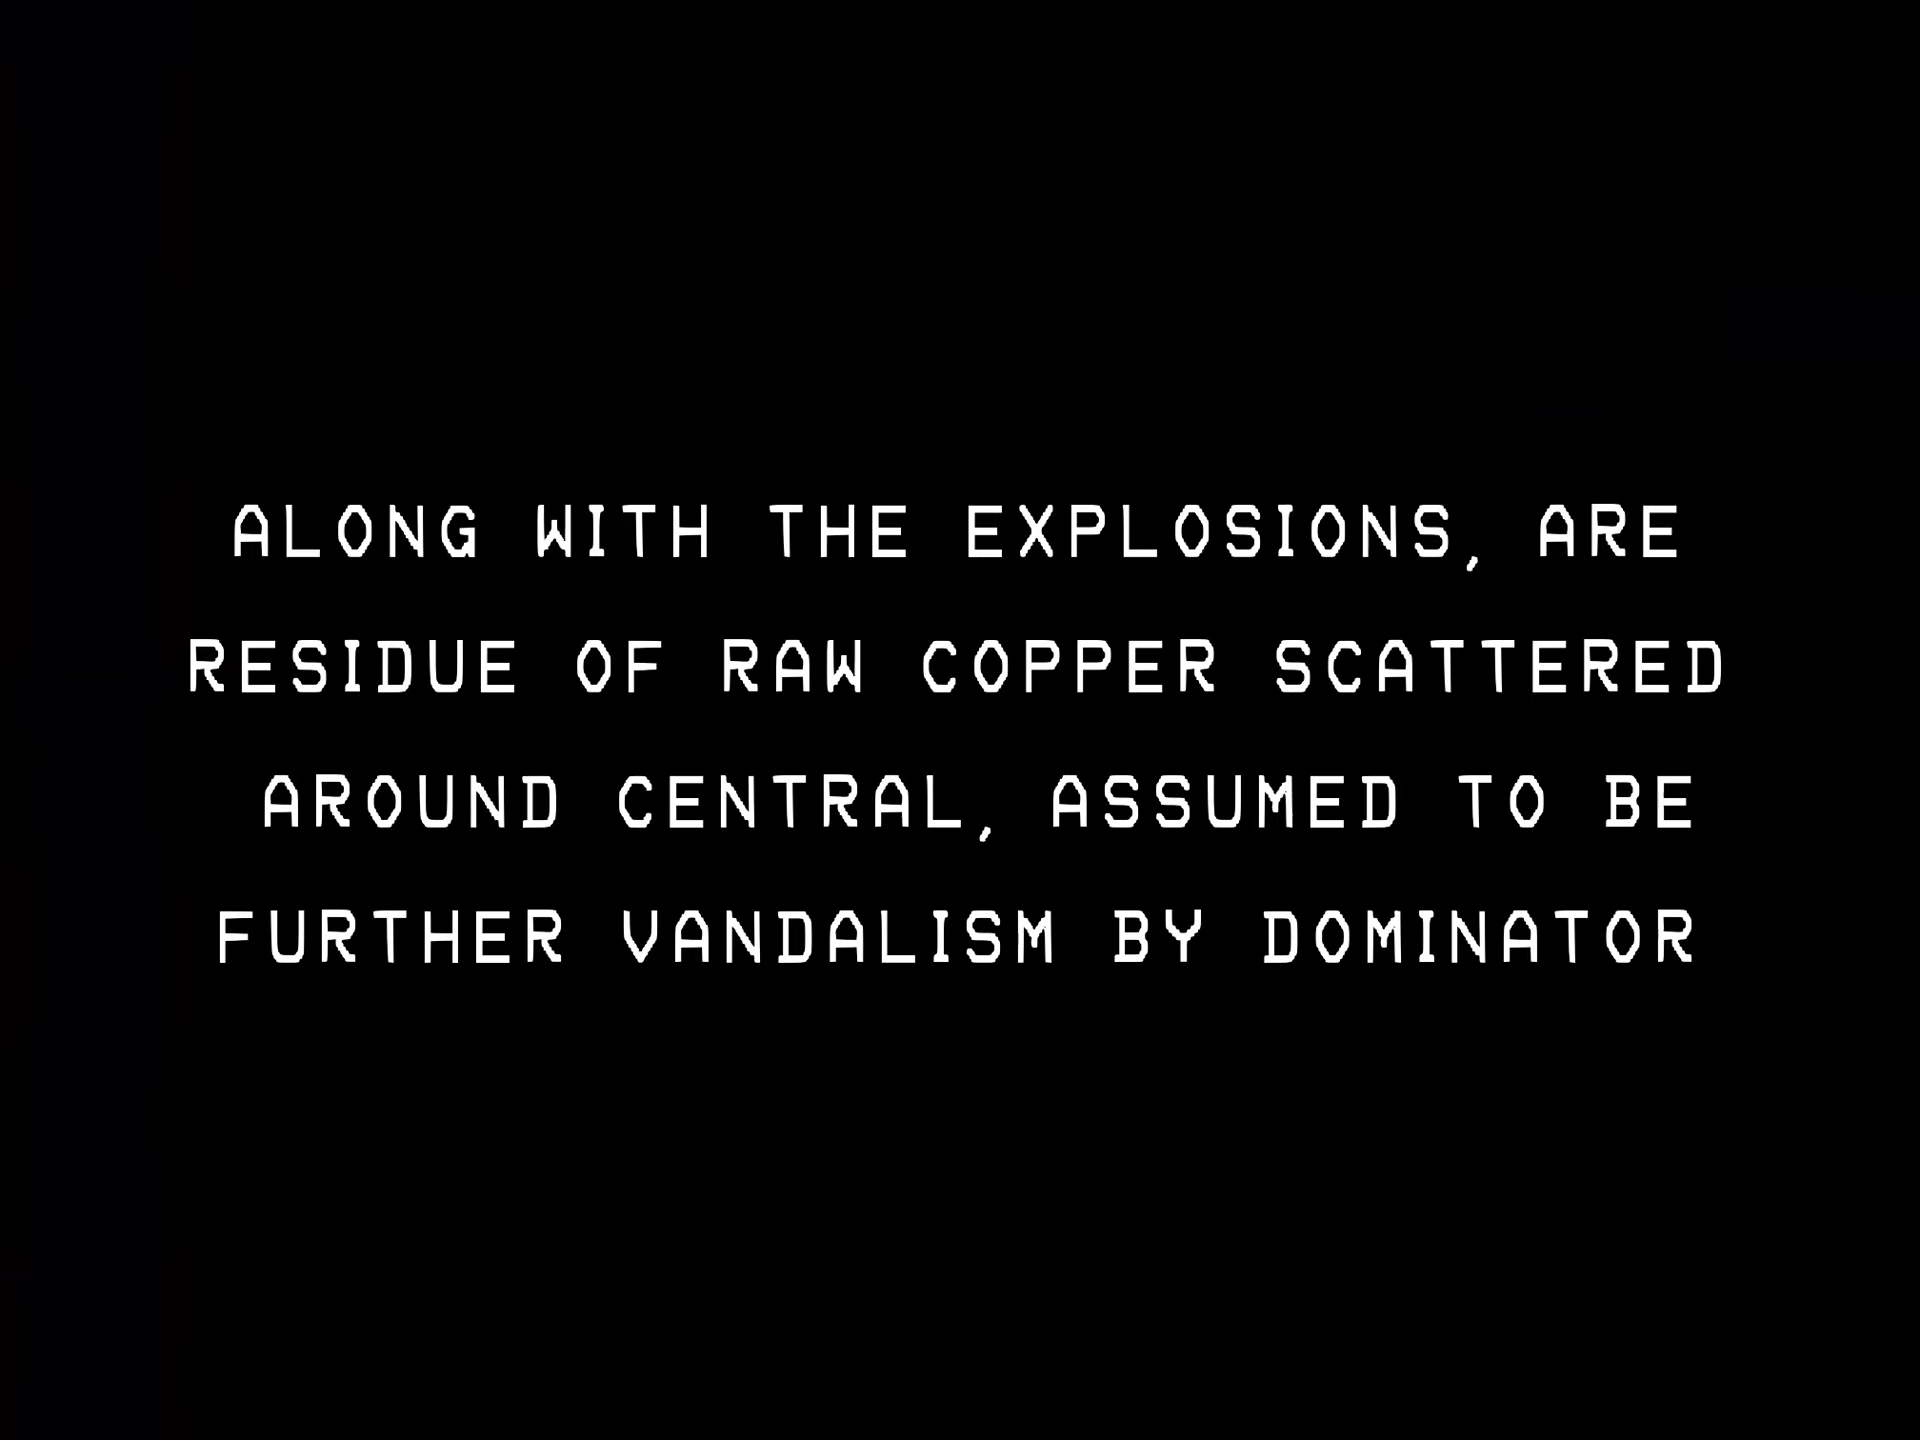 ALONG WITH THE EXPLOSIONS, ARE
RESIDUE OF RAW COPPER SCATTERED
AROUND CENTRAL, ASSUMED TO BE
FURTHER VANDALISM BY DOMINATOR